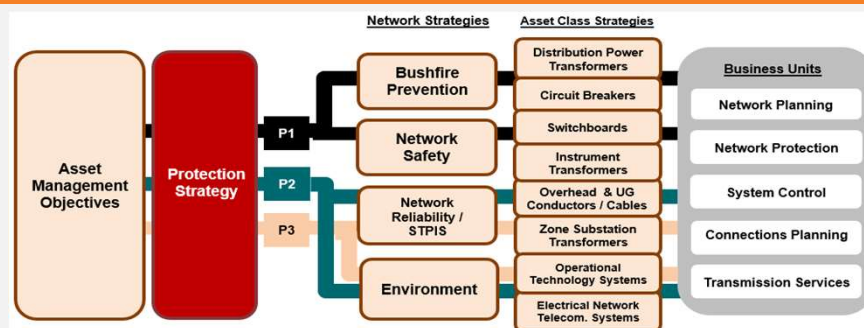 Network Strategies
Asset Class Strategies
Asset
Management
Objectives
Protection
Strategy
P1
P2
P3
Bushfire
Prevention
Network
Safety
Network
Reliability /
STPIS
Environment
Distribution Power
Transformers
Circuit Breakers
Switchboards
Instrument
Transformers
Overhead & UG
Conductors / Cables
Zone Substation
Transformers
Operational
Technology Systems
Electrical Network
Telecom. Systems
Business Units
Network Planning
Network Protection
System Control
Connections Planning
Transmission Services